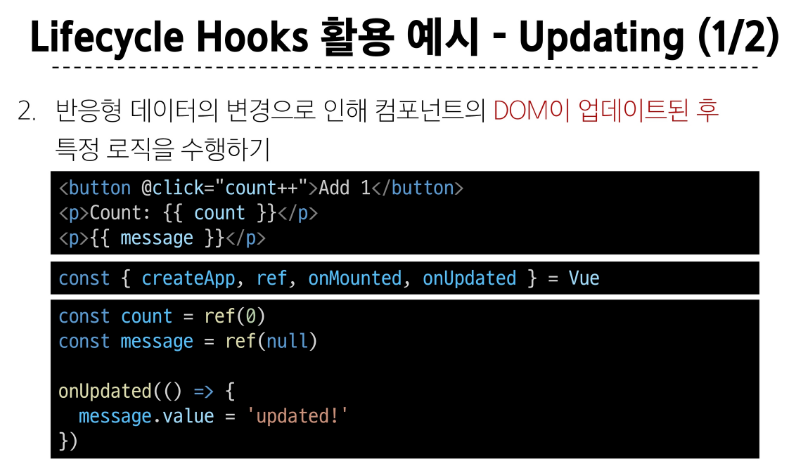 Lifecycle Hooks 활용 예시 - Updating (1/2)
2. 반응형 데이터의 변경으로 인해 컴포넌트의 DOM이 업데이트된 후
특정 로직을 수행하기
<button @click="count++">Add 1</button>
<p>Count: {{ count }}</p>
<p>{{ message }}</p>
const { createApp, ref, onMounted, onUpdated } = Vue
const count = ref(0)
const message = ref(null)
onUpdated(() => {
  message.value = 'updated!'
})